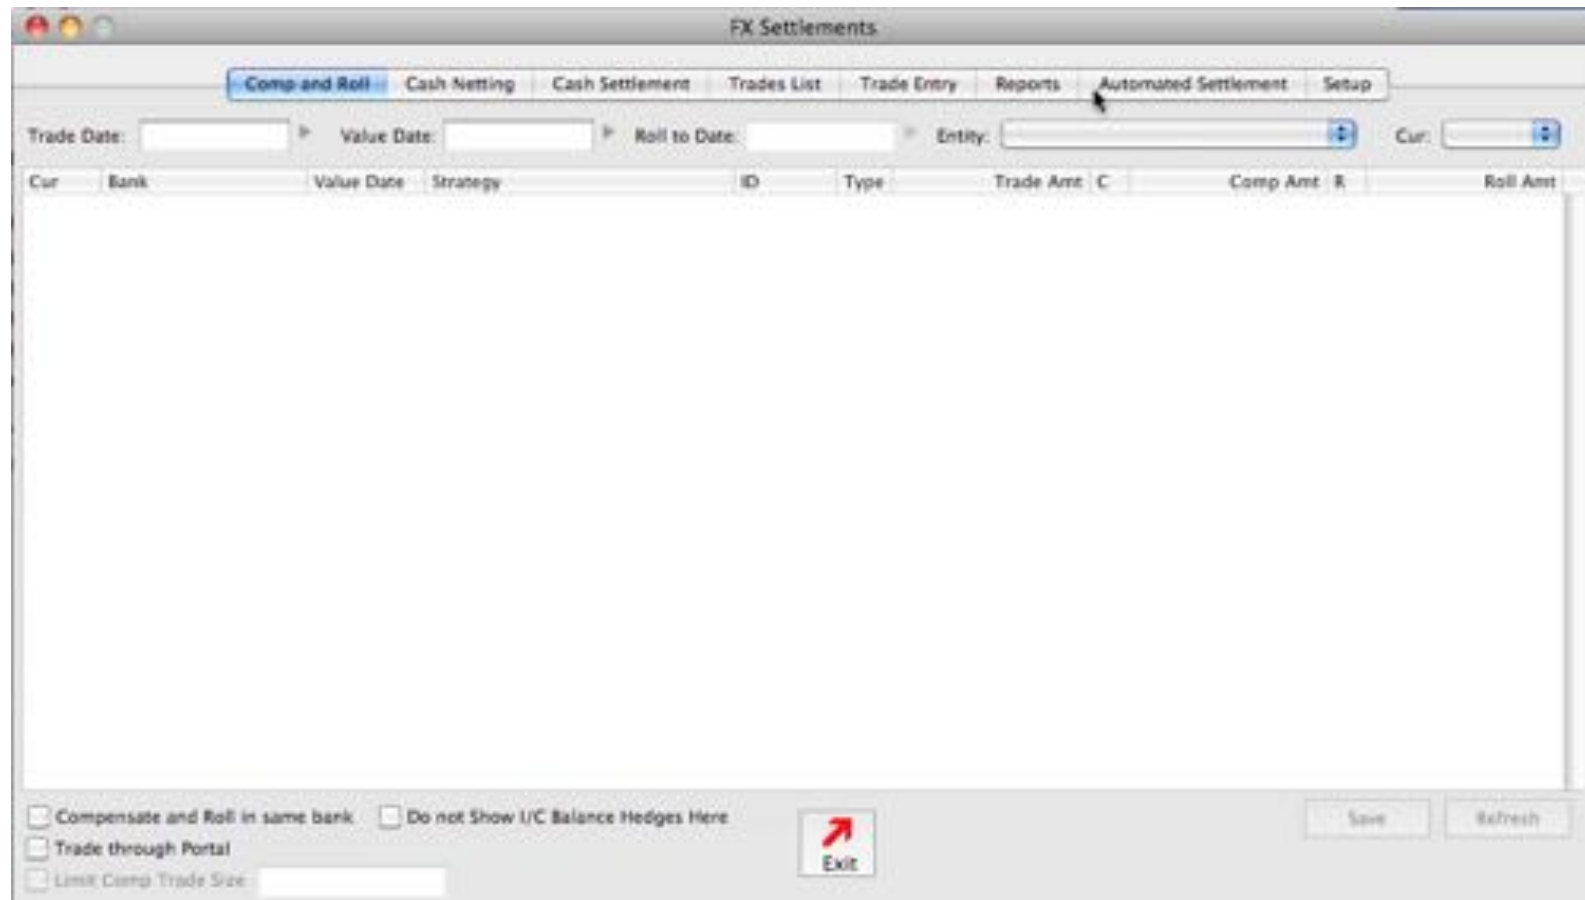 FX Settlements
Comp and Roll Cash Netting Cash Settlement Trades List Trade Entry Reports Automated Settlement Setup
Trade Date: Value Date: Roll to Date: Entity: Cur:
Cur Bank Value Date Strategy ID Type Trade Amt C Comp Amt R Roll Amt
Compensate and Roll in same bank Do not Show I/C Balance Hedges Here Save Refresh
Trade through Portal
Exit
Limit Comp Trade Size